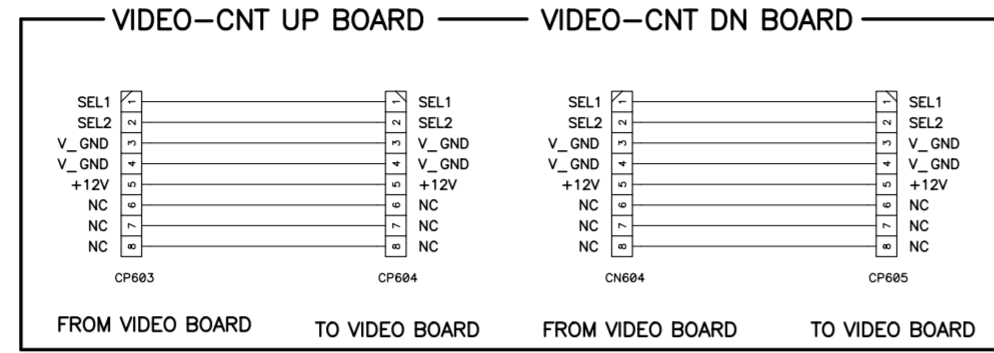 VIDEO-CNT UP BOARD VIDEO-CNT DN BOARD
SEL1 1 1 SEL1 SEL1 1 1 SEL1
SEL2 2 2 SEL2 SEL2 2 2 SEL2
V_GND 3 3 V_GND V_GND 3 3 V_GND
V_GND 4 4 V_GND V_GND 4 4 V_GND
+12V 5 5 +12V +12V 5 5 +12V
NC 6 6 NC NC 6 6 NC
NC 7 7 NC NC 7 7 NC
NC 8 8 NC NC 8 8 NC
CP603 CP604 CN604 CP605
FROM VIDEO BOARD TO VIDEO BOARD FROM VIDEO BOARD TO VIDEO BOARD